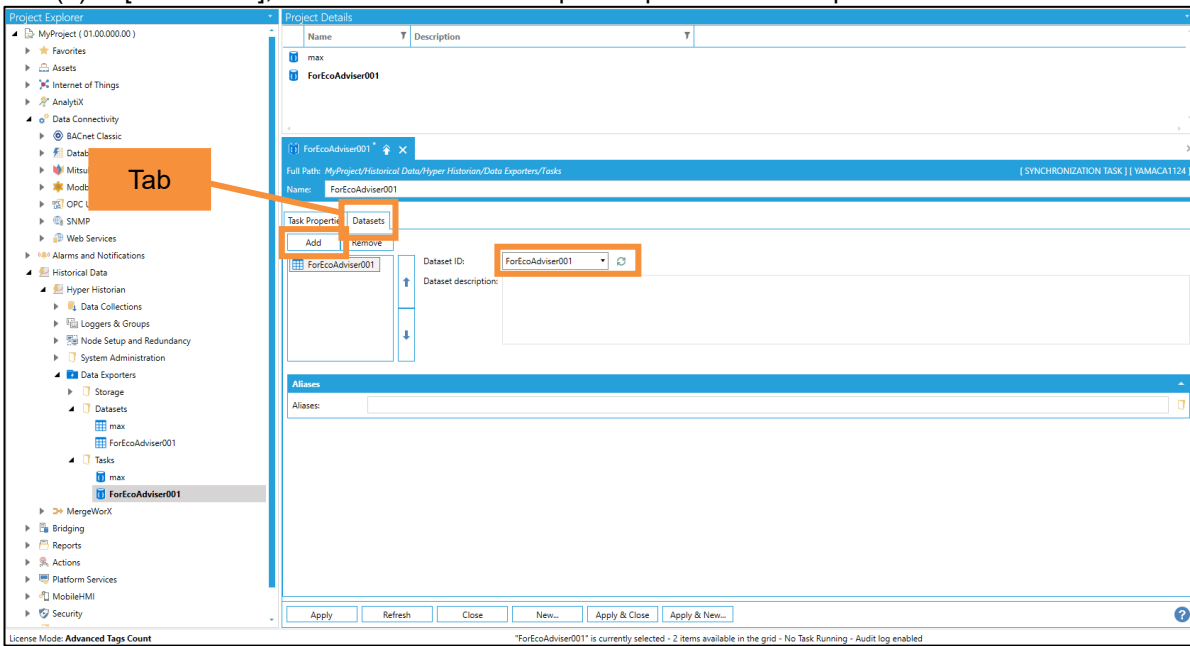 Project Explorer
MyProject ( 01.00.000.00 )
Favorites
Assets
Internet of Things
AnalytiX
Data Connectivity
BACnet Classic
Datab
Mitsu
Modb
OPC U
SNMP
Web Services
Alarms and Notifications
Historical Data
Hyper Historian
Data Collections
Loggers & Groups
Node Setup and Redundancy
System Administration
Data Exporters
Storage
Datasets
max
ForEcoAdviser001
Tasks
max
ForEcoAdviser001
MergeWorX
Bridging
Reports
Actions
Platform Services
MobileHMI
Security
Tab
Project Details
Name Description
max
ForEcoAdviser001
ForEcoAdviser001*
Full Path: MyProject/Historical Data/Hyper Historian/Data Exporters/Tasks [ SYNCHRONIZATION TASK ] [ YAMACA1124 ]
Name: ForEcoAdviser001
Task Propertie Datasets
Add Remove
ForEcoAdviser001
Dataset ID: ForEcoAdviser001
Dataset description:
Aliases
Aliases:
Apply Refresh Close New... Apply & Close Apply & New...
License Mode: Advanced Tags Count "ForEcoAdviser001" is currently selected - 2 items available in the grid - No Task Running - Audit log enabled